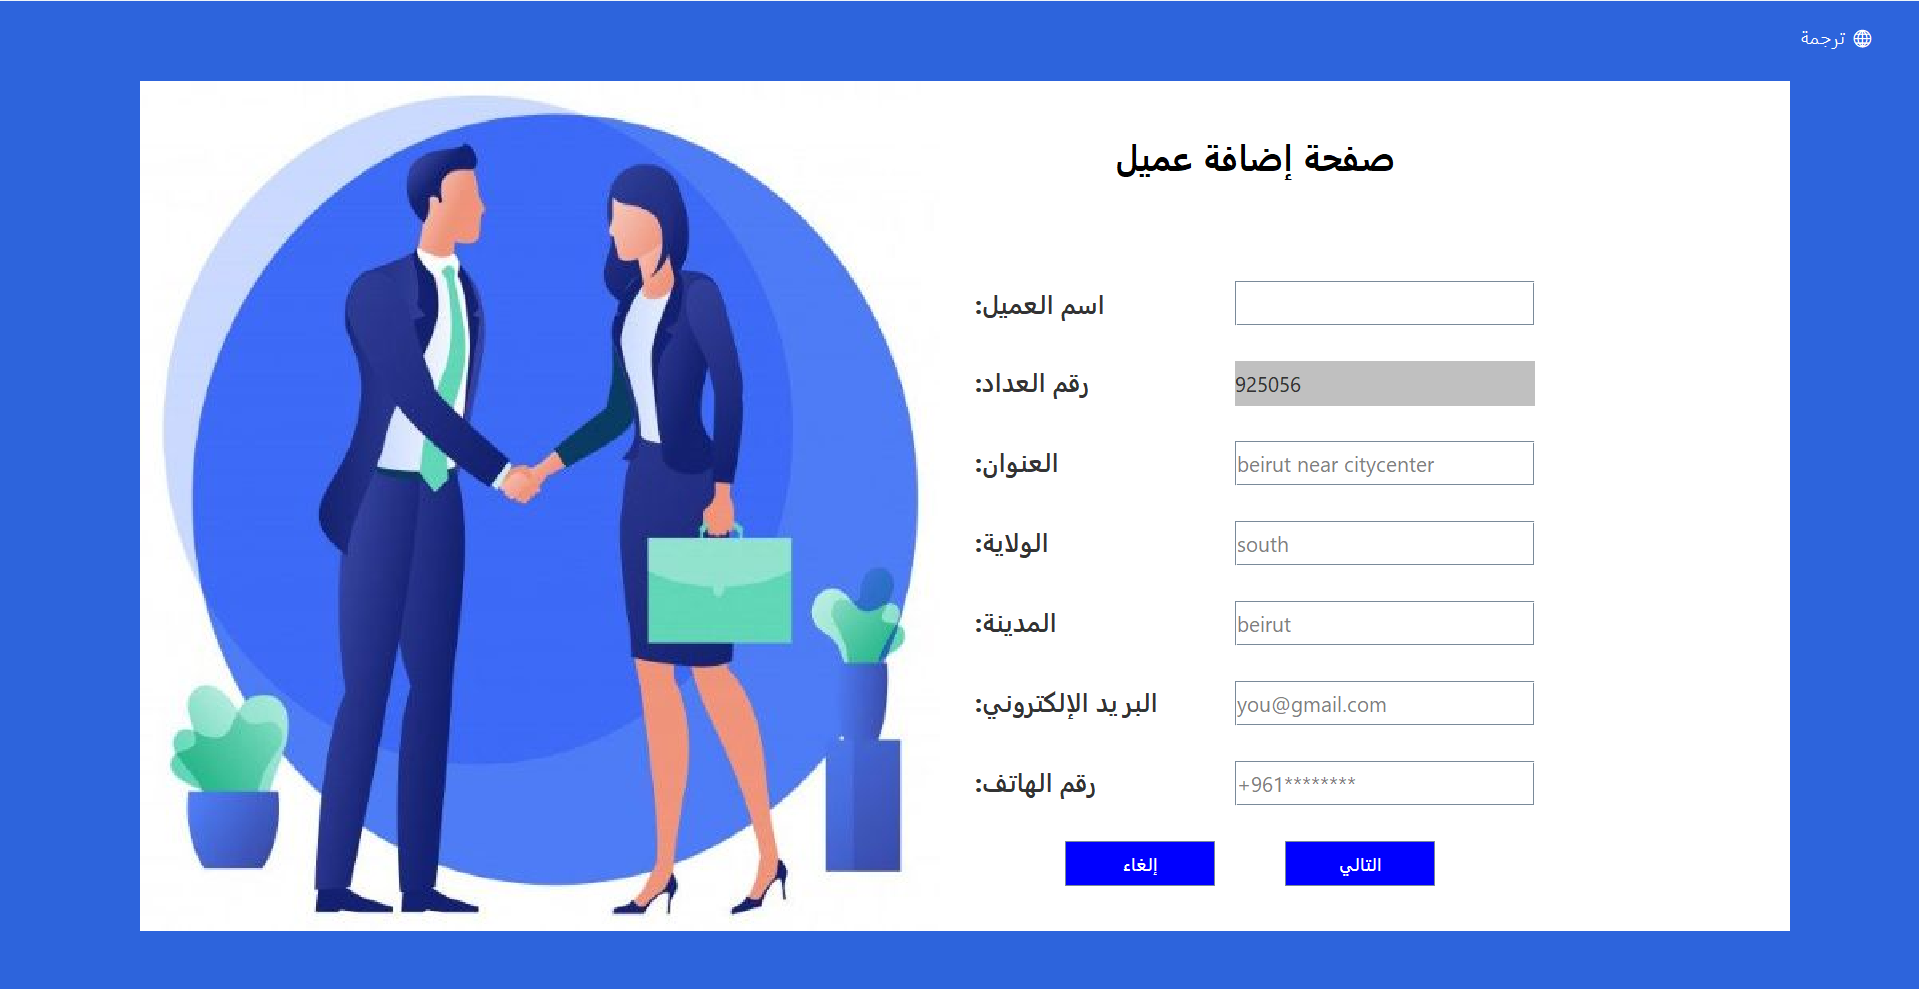 ترجمة
صفحة إضافة عميل
اسم العميل:
رقم العداد: 925056
العنوان: beirut near citycenter
الولاية: south
المدينة: beirut
البريد الإلكتروني: you@gmail.com
رقم الهاتف: +961********
إلغاء التالي